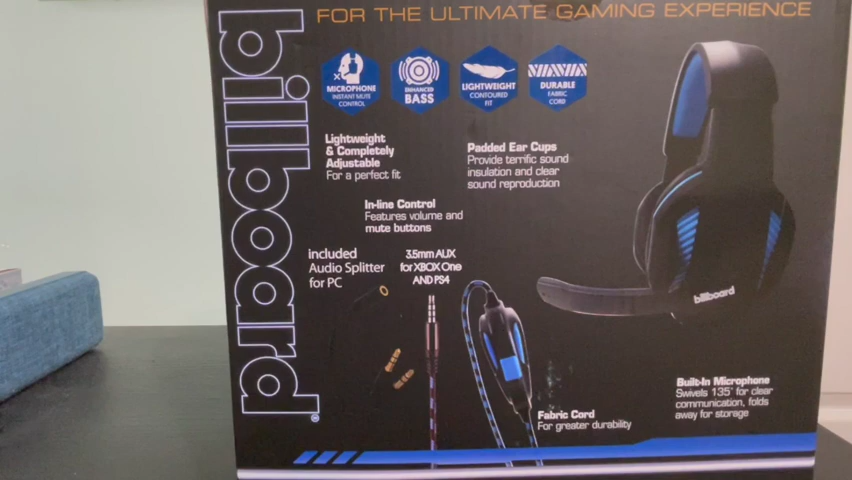 FOR THE ULTIMATE GAMING EXPERIENCE
billboard®
MICROPHONE
INSTANT MUTE
CONTROL
ENHANCED
BASS
LIGHTWEIGHT
CONTOURED
FIT
DURABLE
FABRIC
CORD
Lightweight
& Completely
Adjustable
For a perfect fit
Padded Ear Cups
Provide terrific sound
insulation and clear
sound reproduction
In-line Control
Features volume and
mute buttons
included
Audio Splitter
for PC
3.5mm AUX
for XBOX One
AND PS4
billboard
Built-In Microphone
Swivels 135° for clear
communication, folds
away for storage
Fabric Cord
For greater durability